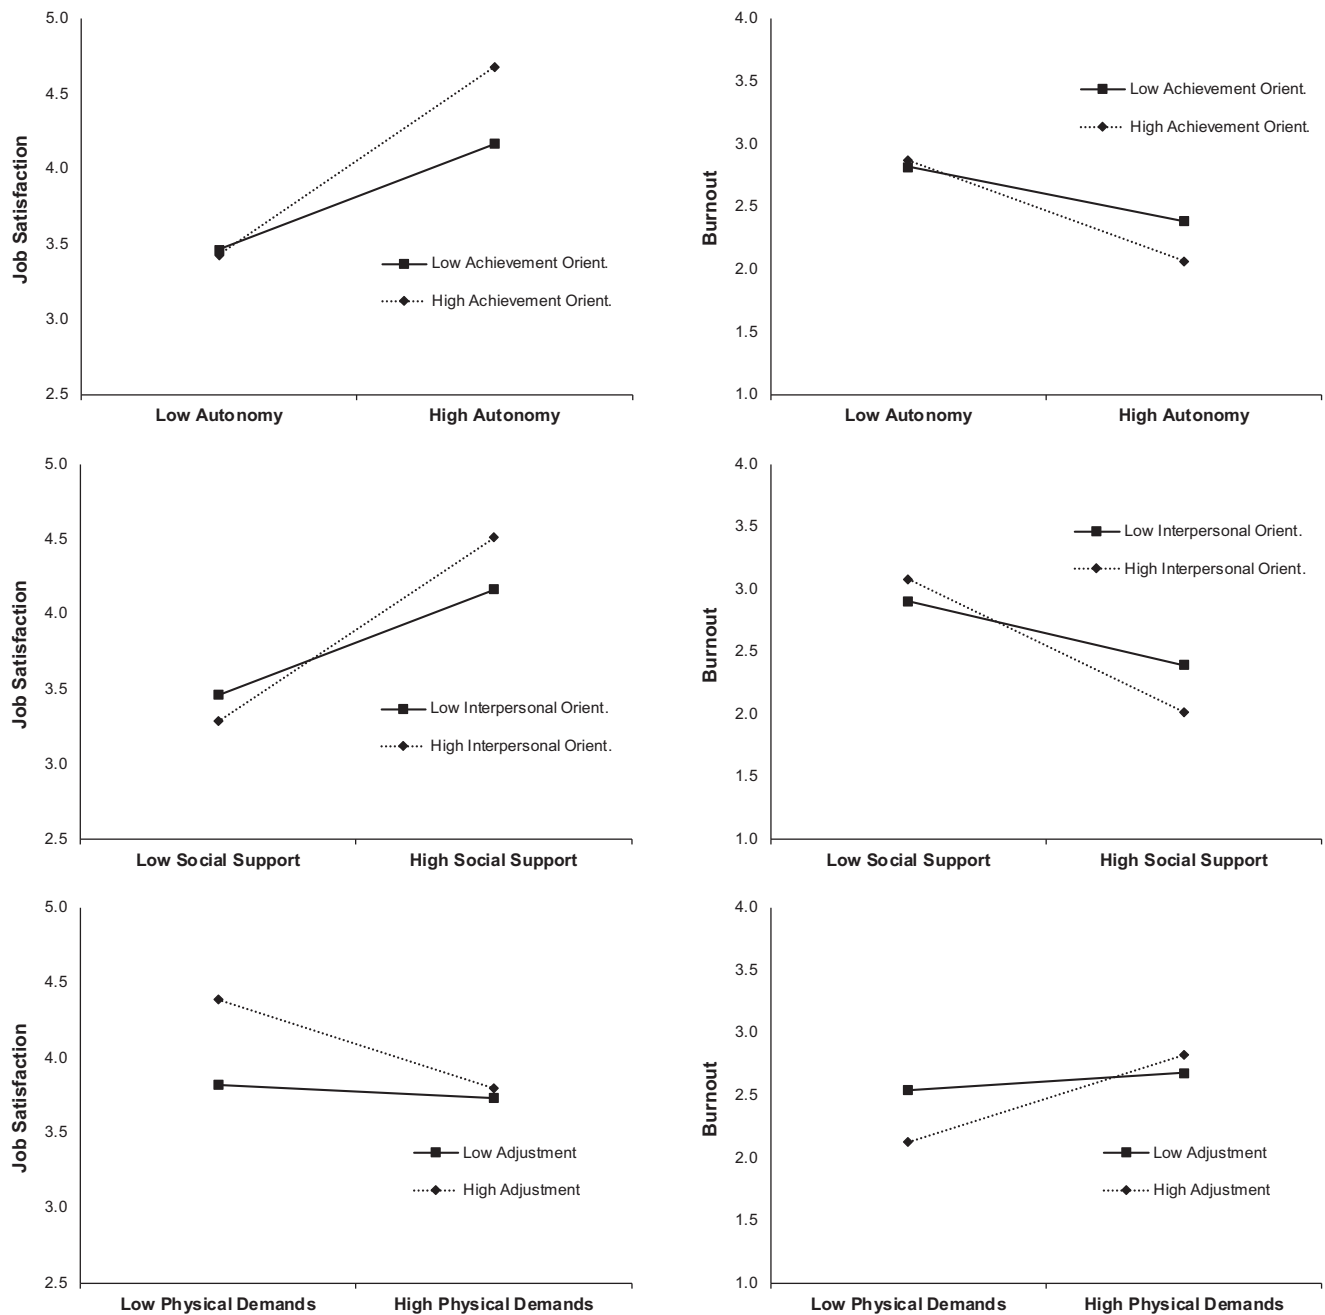 5.0
4.5
4.0
3.5
3.0
2.5
Job Satisfaction
Low Achievement Orient.
High Achievement Orient.
Low Autonomy
High Autonomy
4.0
3.5
3.0
2.5
2.0
1.5
1.0
Burnout
Low Achievement Orient.
High Achievement Orient.
Low Autonomy
High Autonomy
5.0
4.5
4.0
3.5
3.0
2.5
Job Satisfaction
Low Interpersonal Orient.
High Interpersonal Orient.
Low Social Support
High Social Support
4.0
3.5
3.0
2.5
2.0
1.5
1.0
Burnout
Low Interpersonal Orient.
High Interpersonal Orient.
Low Social Support
High Social Support
5.0
4.5
4.0
3.5
3.0
2.5
Job Satisfaction
Low Adjustment
High Adjustment
Low Physical Demands
High Physical Demands
4.0
3.5
3.0
2.5
2.0
1.5
1.0
Burnout
Low Adjustment
High Adjustment
Low Physical Demands
High Physical Demands